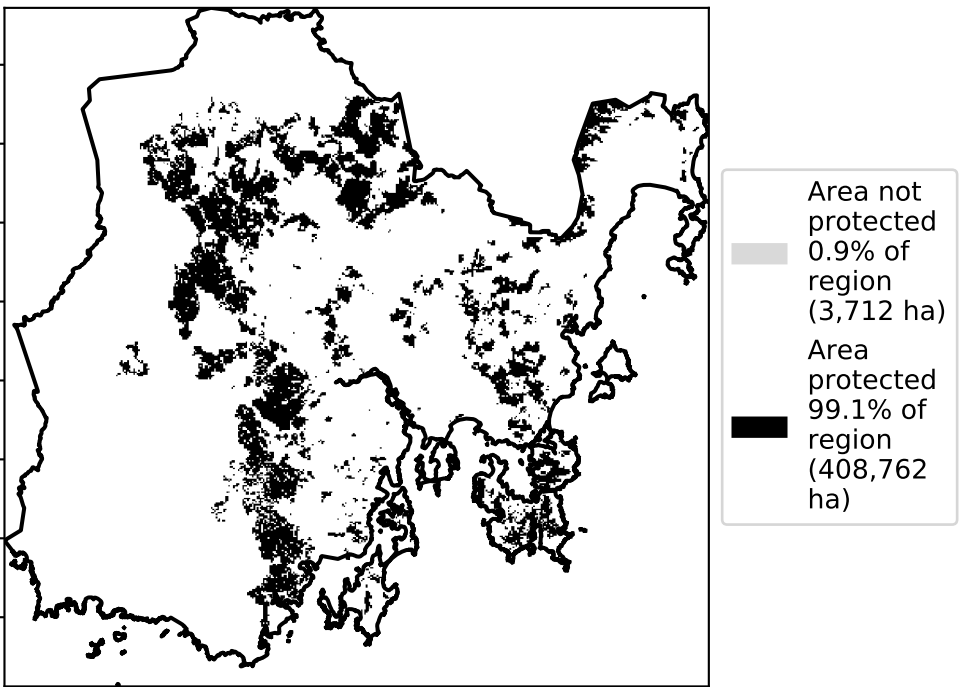 Area not
protected
0.9% of
region
(3,712 ha)
Area
protected
99.1% of
region
(408,762
ha)